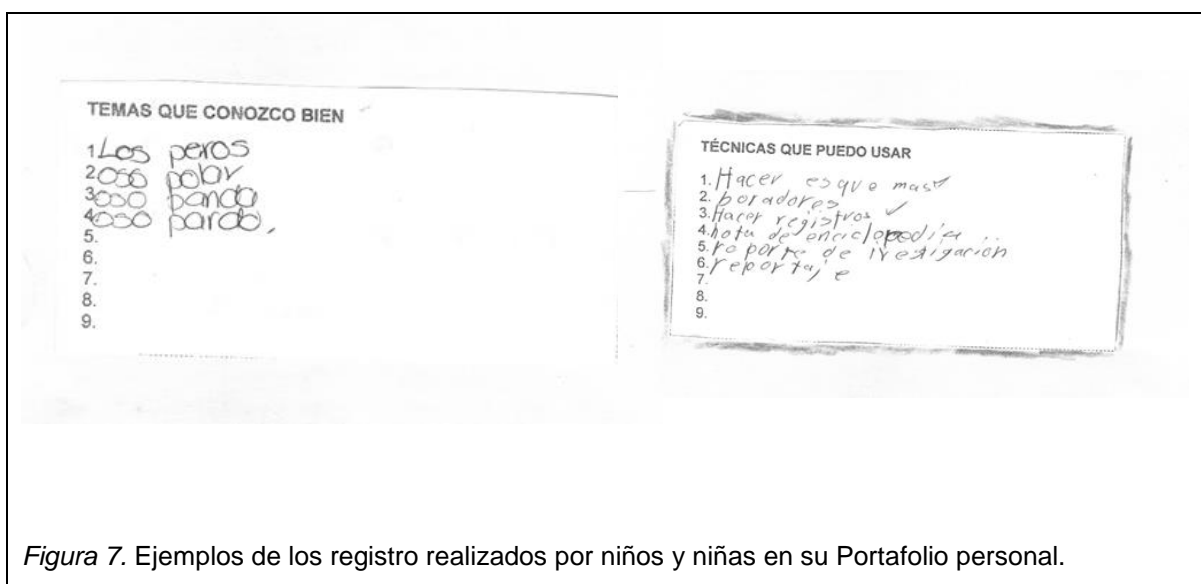 TEMAS QUE CONOZCO BIEN
1 Los peros
2 oso polar
3 oso panda
4 oso pardo,
5.
6.
7.
8.
9.
TÉCNICAS QUE PUEDO USAR
1. Hacer esque mas ✓
2. boradores
3. Hacer registros ✓
4. nota de enciclopedia ..
5. reporte de ivestigación
6. reportaje
7.
8.
9.
Figura 7. Ejemplos de los registro realizados por niños y niñas en su Portafolio personal.